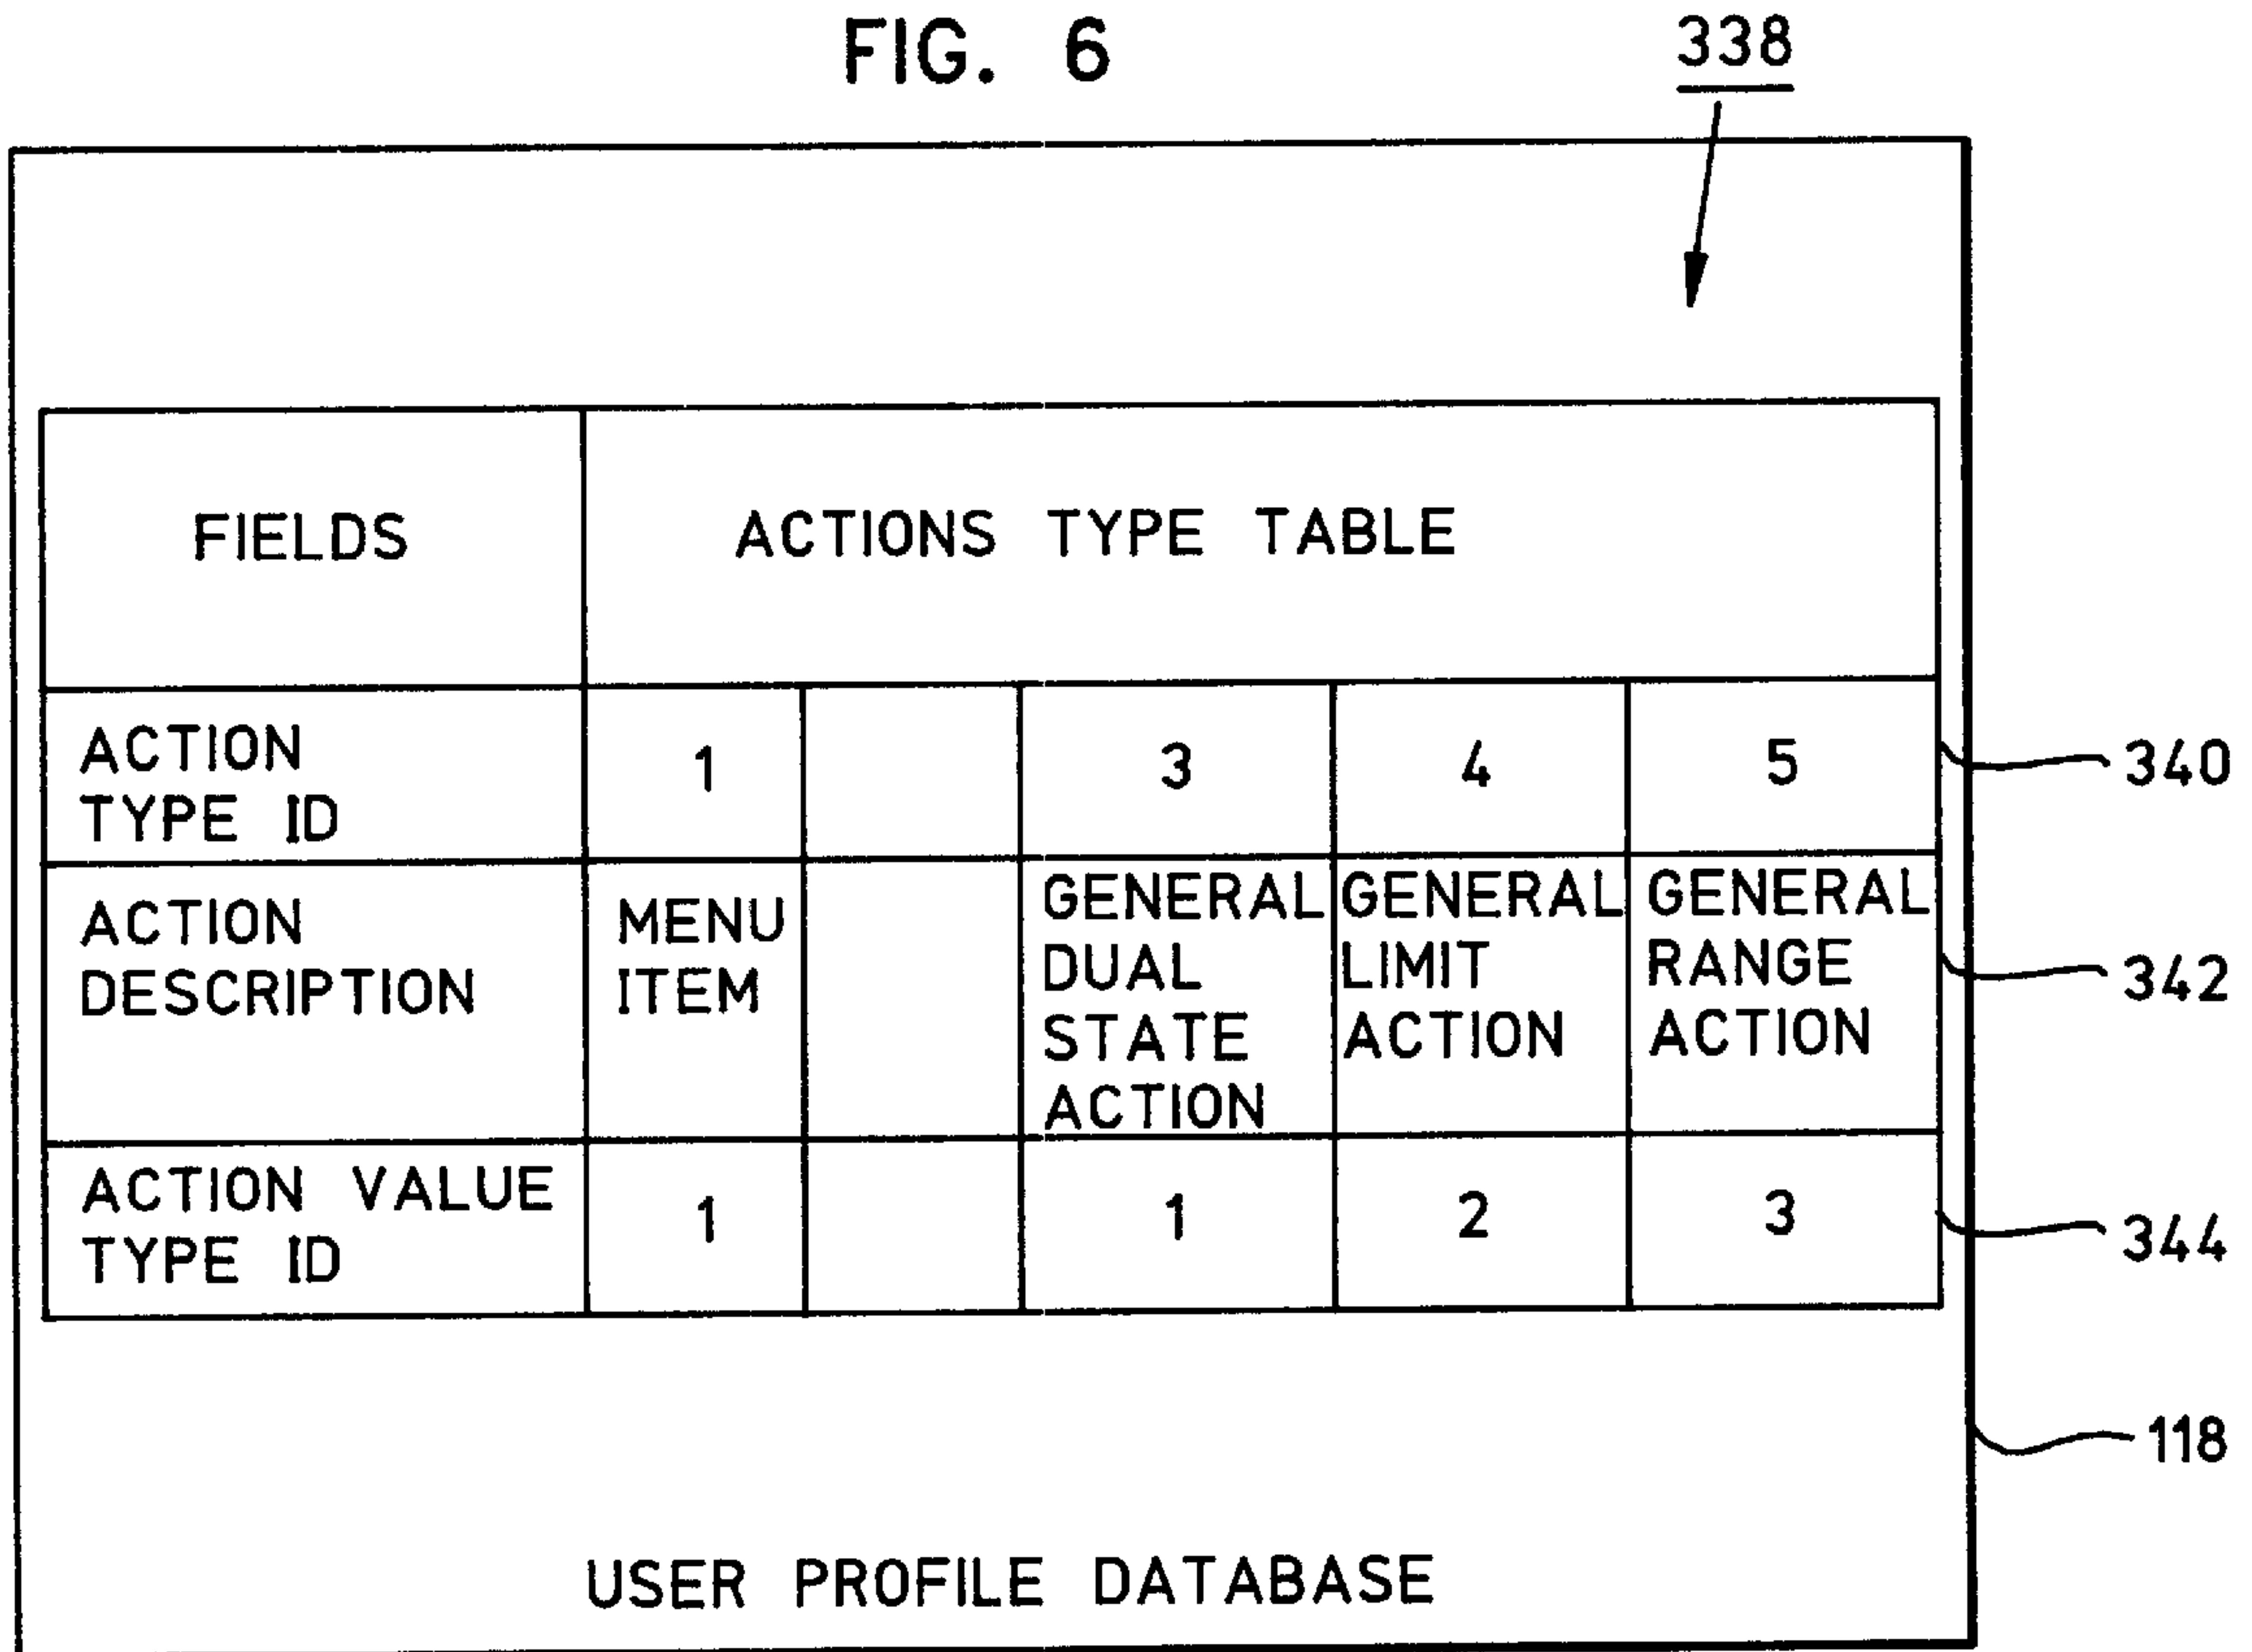 FIG. 6
338
FIELDS
ACTIONS TYPE TABLE
ACTION
TYPE ID
1
3
4
5
340
ACTION
DESCRIPTION
MENU
ITEM
GENERAL
DUAL
STATE
ACTION
GENERAL
LIMIT
ACTION
GENERAL
RANGE
ACTION
342
ACTION VALUE
TYPE ID
1
1
2
3
344
118
USER PROFILE DATABASE